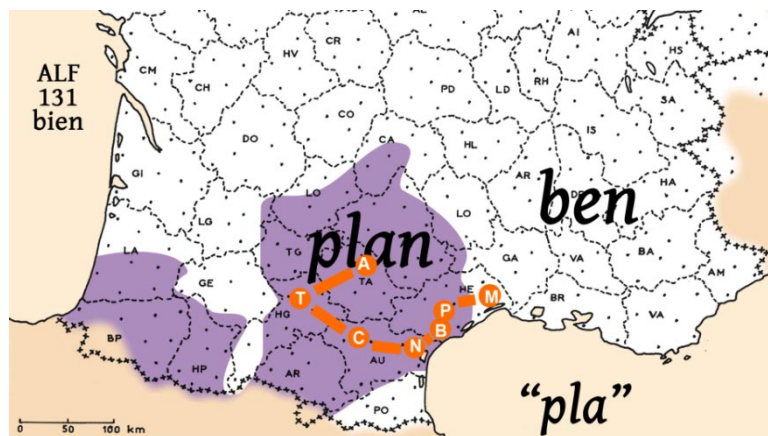 ALF
131
bien
CR
AI
HV
HS
CM
CH
PD
LD
RH
SA
CO
IS
DO
CA
HL
GI
AR
HA
LO
LO
LG
ben
plan
LA
TG
A
GA
VA
BA
AM
GE
TA
HE
M
T
P
BR
HG
B
VA
BP
C
N
AU
HP
AR
PO
"pla"
0 50 100 km